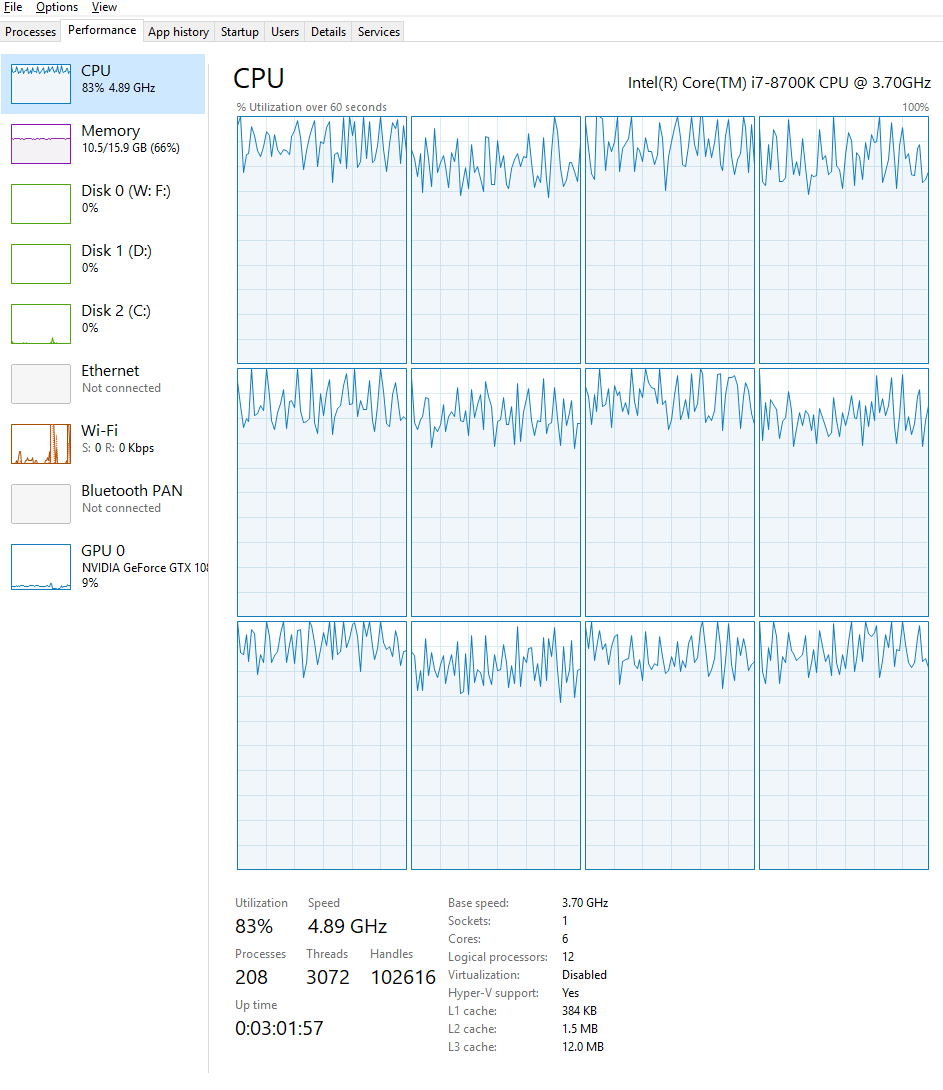 File Options View
Processes Performance App history Startup Users Details Services
CPU
83% 4.89 GHz
Memory
10.5/15.9 GB (66%)
Disk 0 (W: F:)
0%
Disk 1 (D:)
0%
Disk 2 (C:)
0%
Ethernet
Not connected
Wi-Fi
S: 0 R: 0 Kbps
Bluetooth PAN
Not connected
GPU 0
NVIDIA GeForce GTX 108
9%
CPU
Intel(R) Core(TM) i7-8700K CPU @ 3.70GHz
% Utilization over 60 seconds 100%
Utilization Speed
83% 4.89 GHz
Processes Threads Handles
208 3072 102616
Up time
0:03:01:57
Base speed: 3.70 GHz
Sockets: 1
Cores: 6
Logical processors: 12
Virtualization: Disabled
Hyper-V support: Yes
L1 cache: 384 KB
L2 cache: 1.5 MB
L3 cache: 12.0 MB